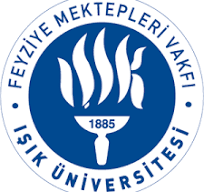 FEYZİYE MEKTEPLERİ VAKFI
1885
IŞIK ÜNİVERSİTESİ